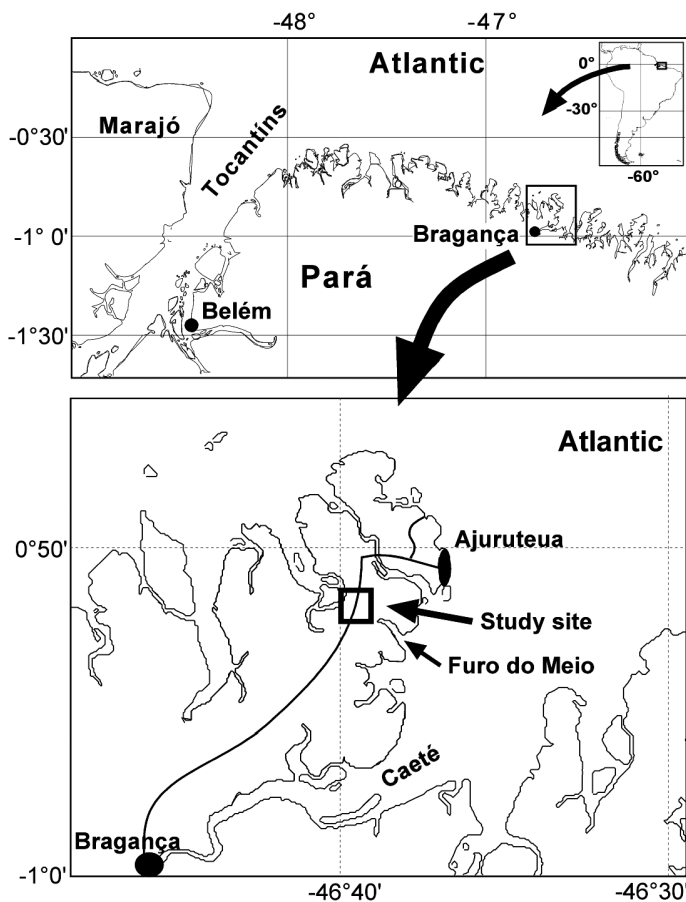 -48°
-47°
Atlantic
0°
-30°
-60°
Marajó
Tocantíns
-0°30'
Bragança
-1° 0'
Pará
Belém
-1°30'
Atlantic
0°50'
Ajuruteua
Study site
Furo do Meio
Caeté
Bragança
-1°0'
-46°40'
-46°30'